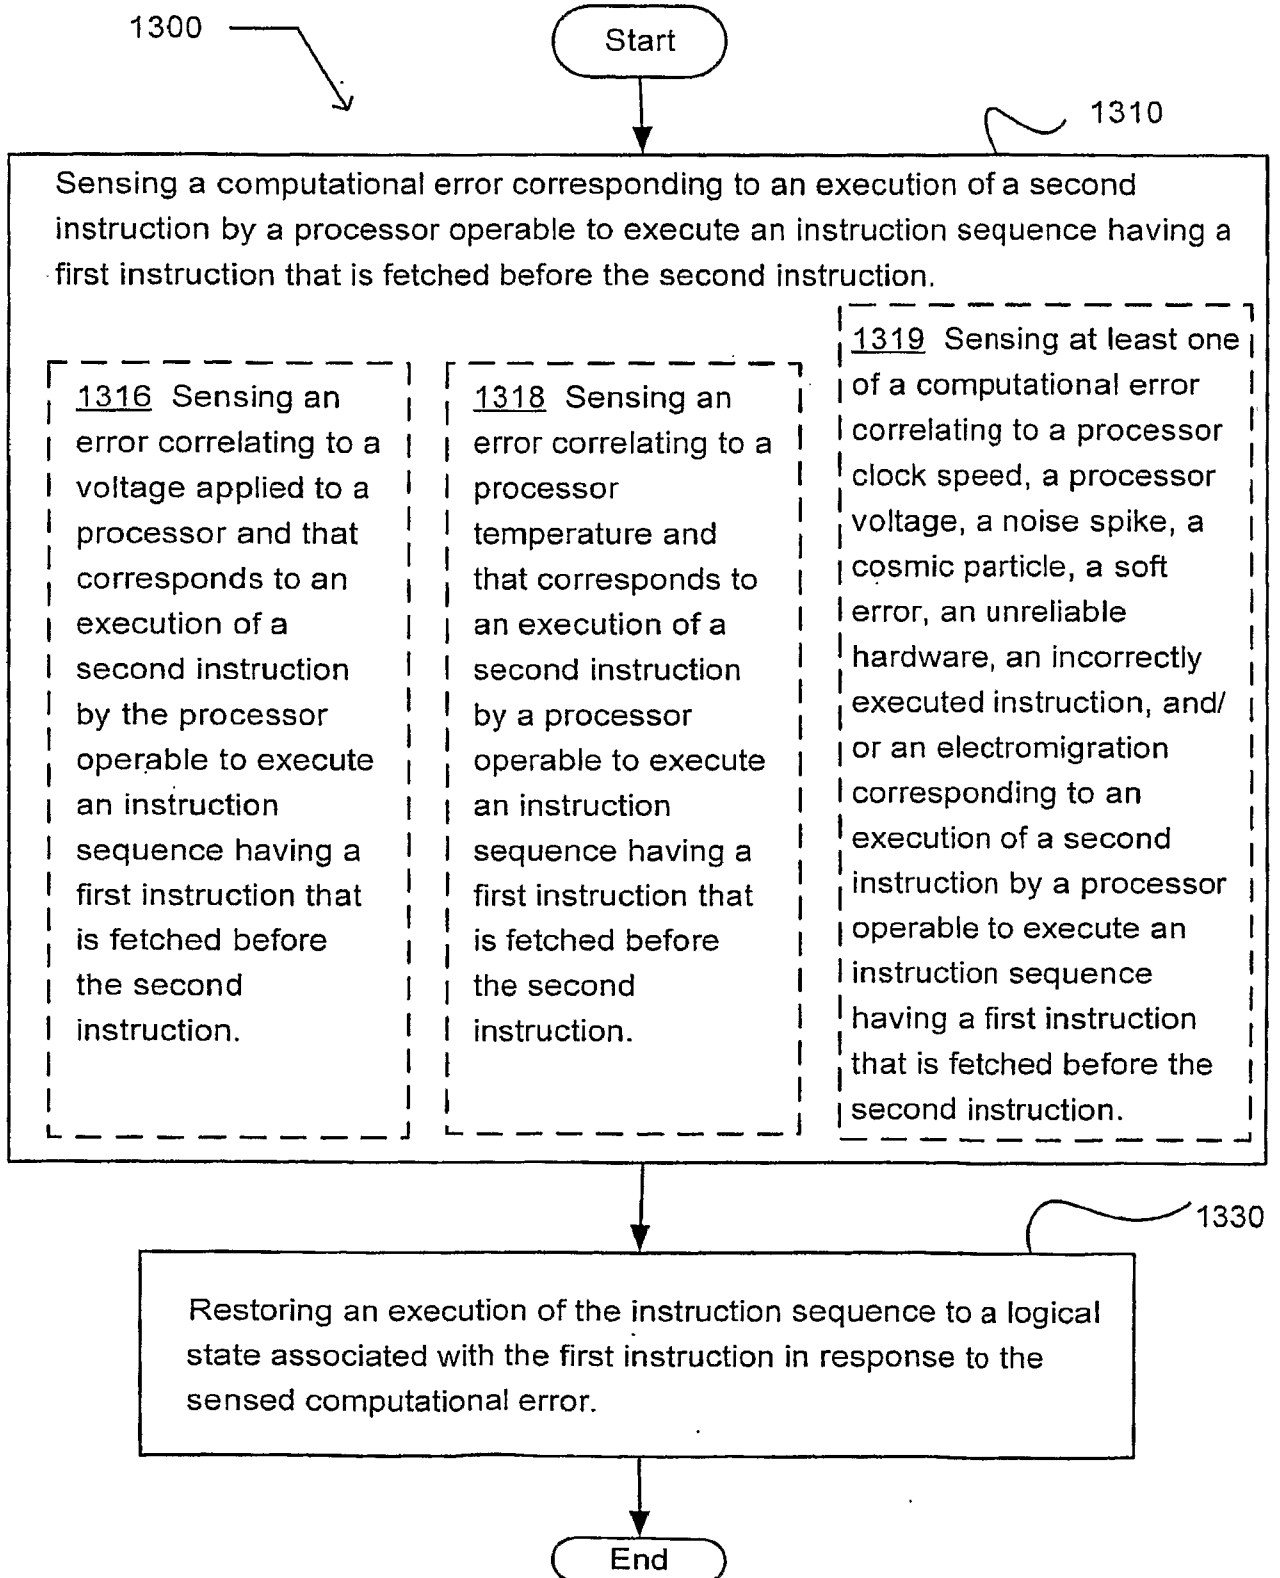 1300
Start
1310
Sensing a computational error corresponding to an execution of a second
instruction by a processor operable to execute an instruction sequence having a
first instruction that is fetched before the second instruction.
1316 Sensing an
error correlating to a
voltage applied to a
processor and that
corresponds to an
execution of a
second instruction
by the processor
operable to execute
an instruction
sequence having a
first instruction that
is fetched before
the second
instruction.
1318 Sensing an
error correlating to a
processor
temperature and
that corresponds to
an execution of a
second instruction
by a processor
operable to execute
an instruction
sequence having a
first instruction that
is fetched before
the second
instruction.
1319 Sensing at least one
of a computational error
correlating to a processor
clock speed, a processor
voltage, a noise spike, a
cosmic particle, a soft
error, an unreliable
hardware, an incorrectly
executed instruction, and/
or an electromigration
corresponding to an
execution of a second
instruction by a processor
operable to execute an
instruction sequence
having a first instruction
that is fetched before the
second instruction.
1330
Restoring an execution of the instruction sequence to a logical
state associated with the first instruction in response to the
sensed computational error.
End